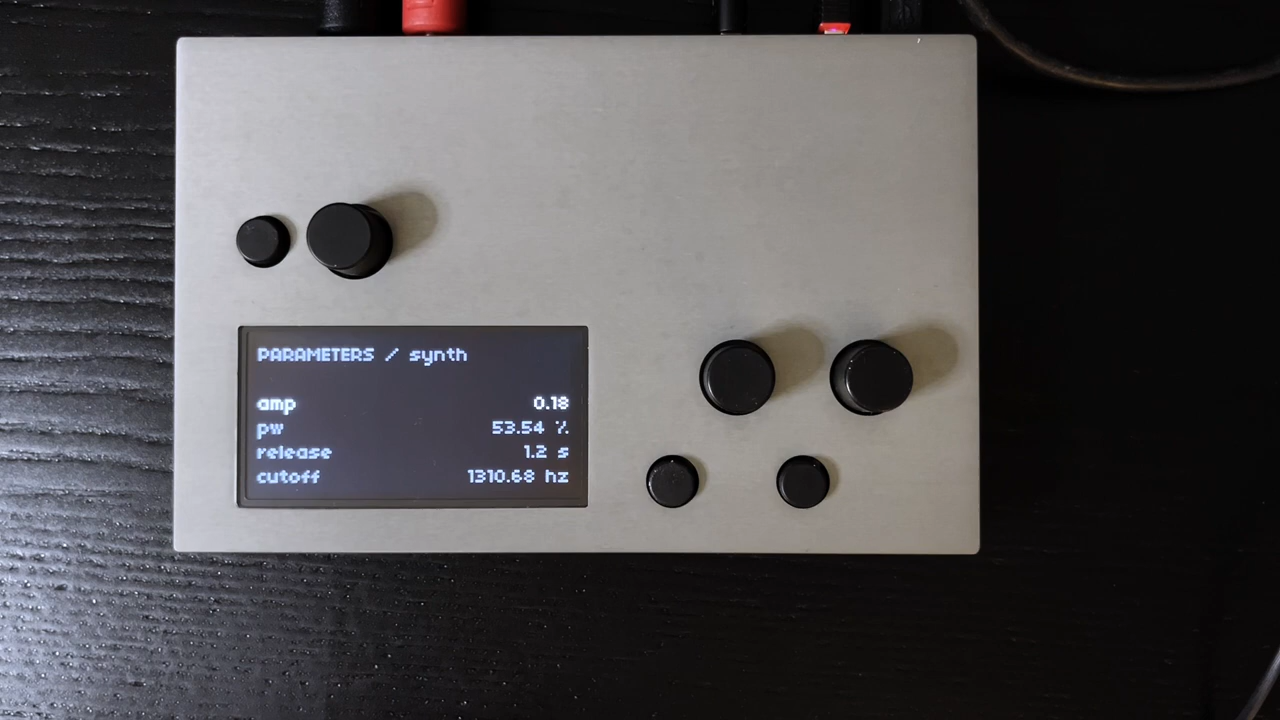 PARAMETERS / synth
amp 0.18
pw 53.54 %
release 1.2 s
cutoff 1310.68 hz